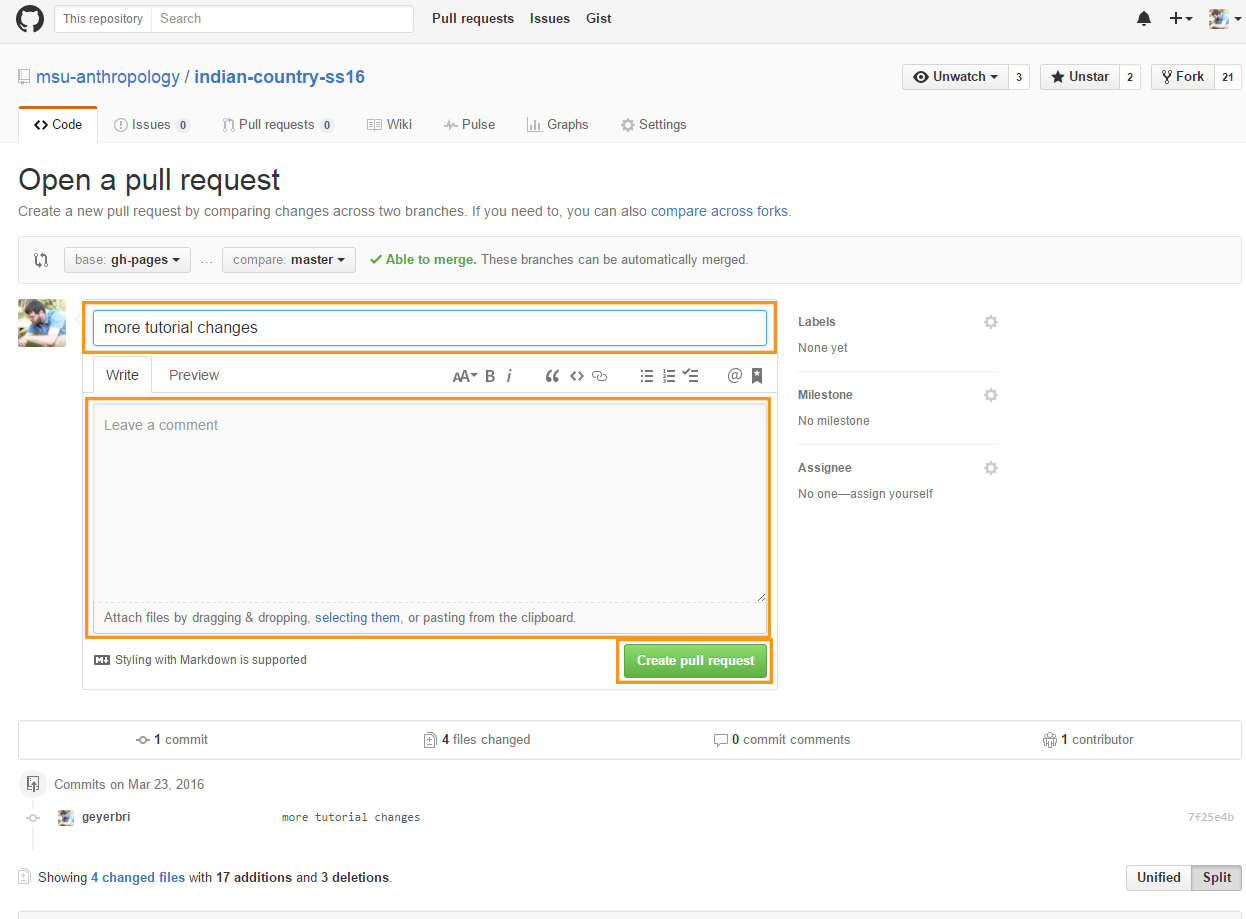 This repository Search Pull requests Issues Gist
msu-anthropology / indian-country-ss16 Unwatch 3 Unstar 2 Fork 21
Code Issues 0 Pull requests 0 Wiki Pulse Graphs Settings
Open a pull request
Create a new pull request by comparing changes across two branches. If you need to, you can also compare across forks.
base: gh-pages ... compare: master Able to merge. These branches can be automatically merged.
more tutorial changes
Write Preview AA B i @
Leave a comment
Attach files by dragging & dropping, selecting them, or pasting from the clipboard.
Styling with Markdown is supported
Create pull request
Labels
None yet
Milestone
No milestone
Assignee
No one—assign yourself
1 commit 4 files changed 0 commit comments 1 contributor
Commits on Mar 23, 2016
geyerbri more tutorial changes 7f25e4b
Showing 4 changed files with 17 additions and 3 deletions. Unified Split